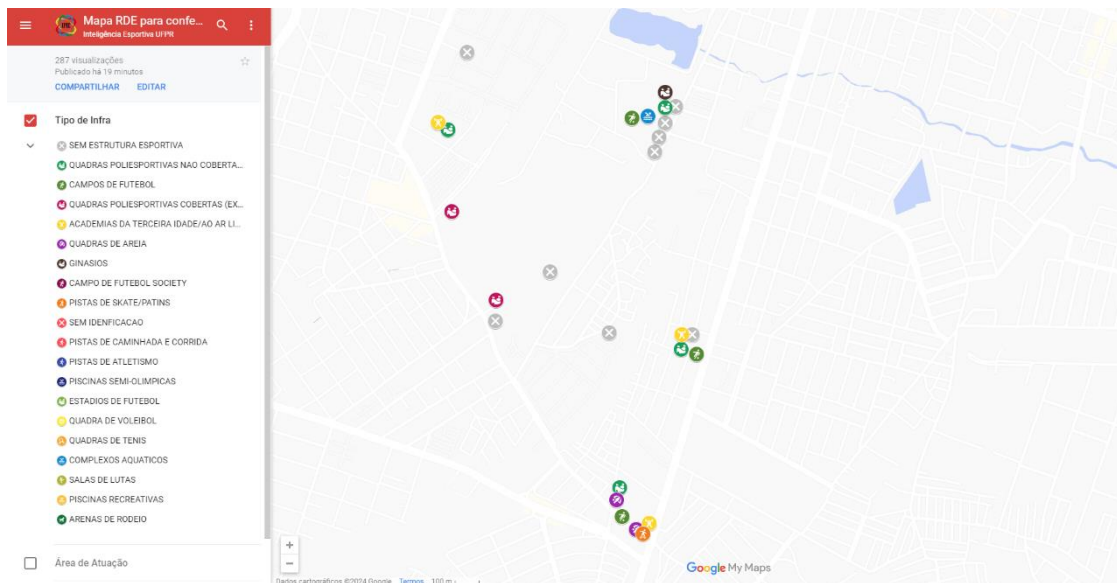 Mapa RDE para confe...
Inteligência Esportiva UFPR
287 visualizações
Publicado há 19 minutos
COMPARTILHAR EDITAR
Tipo de Infra
SEM ESTRUTURA ESPORTIVA
QUADRAS POLIESPORTIVAS NAO COBERTA...
CAMPOS DE FUTEBOL
QUADRAS POLIESPORTIVAS COBERTAS (EX...
ACADEMIAS DA TERCEIRA IDADE/AO AR LI...
QUADRAS DE AREIA
GINASIOS
CAMPO DE FUTEBOL SOCIETY
PISTAS DE SKATE/PATINS
SEM IDENFICACAO
PISTAS DE CAMINHADA E CORRIDA
PISTAS DE ATLETISMO
PISCINAS SEMI-OLIMPICAS
ESTADIOS DE FUTEBOL
QUADRA DE VOLEIBOL
QUADRAS DE TENIS
COMPLEXOS AQUATICOS
SALAS DE LUTAS
PISCINAS RECREATIVAS
ARENAS DE RODEIO
Área de Atuação
Google My Maps
Dados cartográficos ©2024 Google Termos 100 m